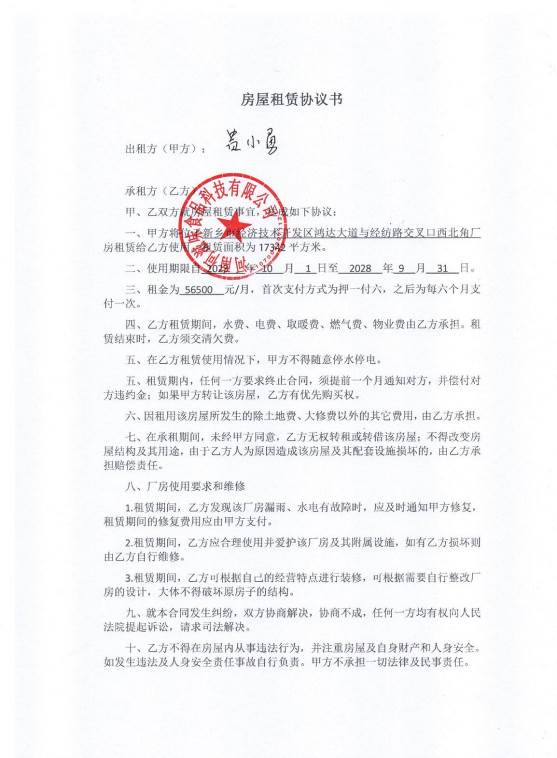 房屋租赁协议书
出租方（甲方）： 小勇
承租方（乙方）
甲、乙双方就房屋租赁事宜，达成如下协议：
一、甲方将位于新乡市经济技术开发区鸿达大道与经纺路交叉口西北角厂
房租赁给乙方使用，租赁面积为 17342 平方米。
二、使用期限自 2023 年 10 月 1 日至 2028 年 9 月 31 日。
三、租金为 56500 元/月，首次支付方式为押一付六，之后为每六个月支
付一次。
四、乙方租赁期间，水费、电费、取暖费、燃气费、物业费由乙方承担。租
赁结束时，乙方须交清欠费。
五、在乙方租赁使用情况下，甲方不得随意停水停电。
五、租赁期内，任何一方要求终止合同，须提前一个月通知对方，并偿付对
方违约金；如果甲方转让该房屋，乙方有优先购买权。
六、因租用该房屋所发生的除土地费、大修费以外的其它费用，由乙方承担。
七、在承租期间，未经甲方同意，乙方无权转租或转借该房屋；不得改变房
屋结构及其用途，由于乙方人为原因造成该房屋及其配套设施损坏的，由乙方承
担赔偿责任。
八、厂房使用要求和维修
1.租赁期间，乙方发现该厂房漏雨、水电有故障时，应及时通知甲方修复，
租赁期间的修复费用应由甲方支付。
2.租赁期间，乙方应合理使用并爱护该厂房及其附属设施，如有乙方损坏则
由乙方自行维修。
3.租赁期间，乙方可根据自己的经营特点进行装修，可根据需要自行整改厂
房的设计，大体不得破坏原房子的结构。
九、就本合同发生纠纷，双方协商解决，协商不成，任何一方均有权向人民
法院提起诉讼，请求司法解决。
十、乙方不得在房屋内从事违法行为，并注重房屋及自身财产和人身安全。
如发生违法及人身安全责任事故自行负责。甲方不承担一切法律及民事责任。
食品科技有限公司